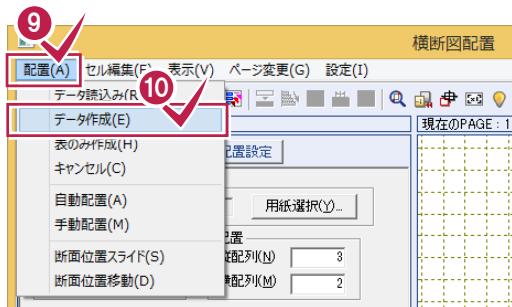 9
横断図配置
配置(A) セル編集(E) 表示(V) ページ変更(G) 設定(I)
データ読込み(R
10
データ作成(E)
現在のPAGE : 1
表のみ作成(H)
配置設定
キャンセル(C)
自動配置(A)
用紙選択(Y)...
手動配置(M)
配置
縦配列(N) 3
断面位置スライド(S)
横配列(M) 2
断面位置移動(D)